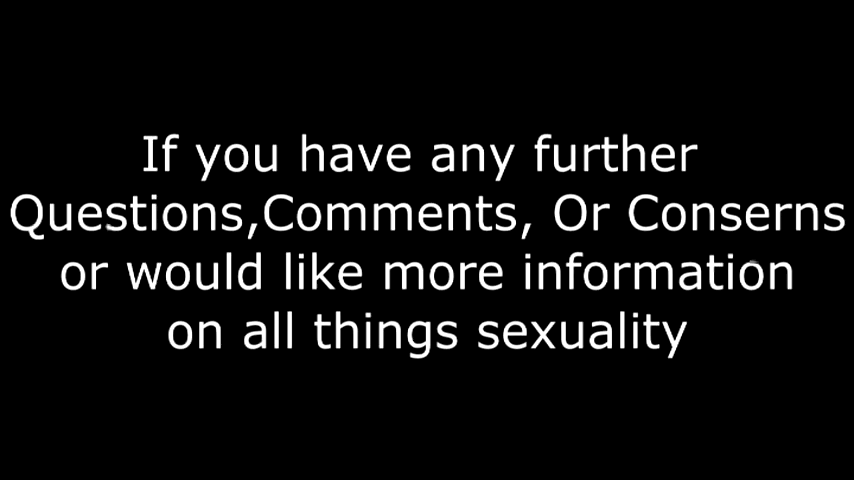 If you have any further
Questions,Comments, Or Conserns
or would like more information
on all things sexuality